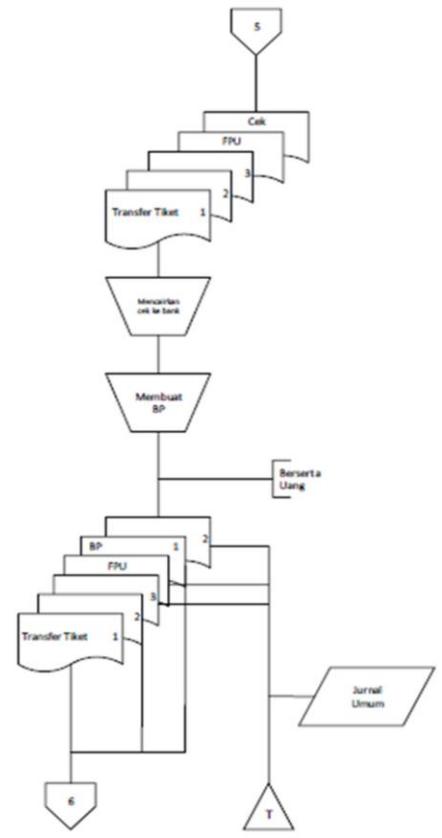 5
Cek
FPU
3
2
Transfer Tiket 1
Mencairkan
cek ke bank
Membuat
BP
Berserta
Uang
2
BP 1
FPU
3
2
Transfer Tiket 1
Jurnal
Umum
6
T